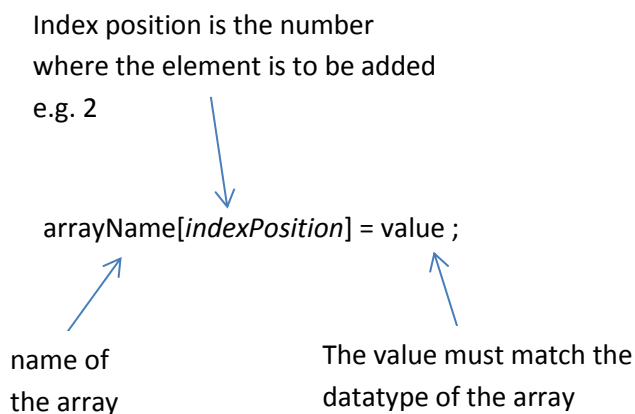 Index position is the number
where the element is to be added
e.g. 2
arrayName[indexPosition] = value ;
name of
the array
The value must match the
datatype of the array